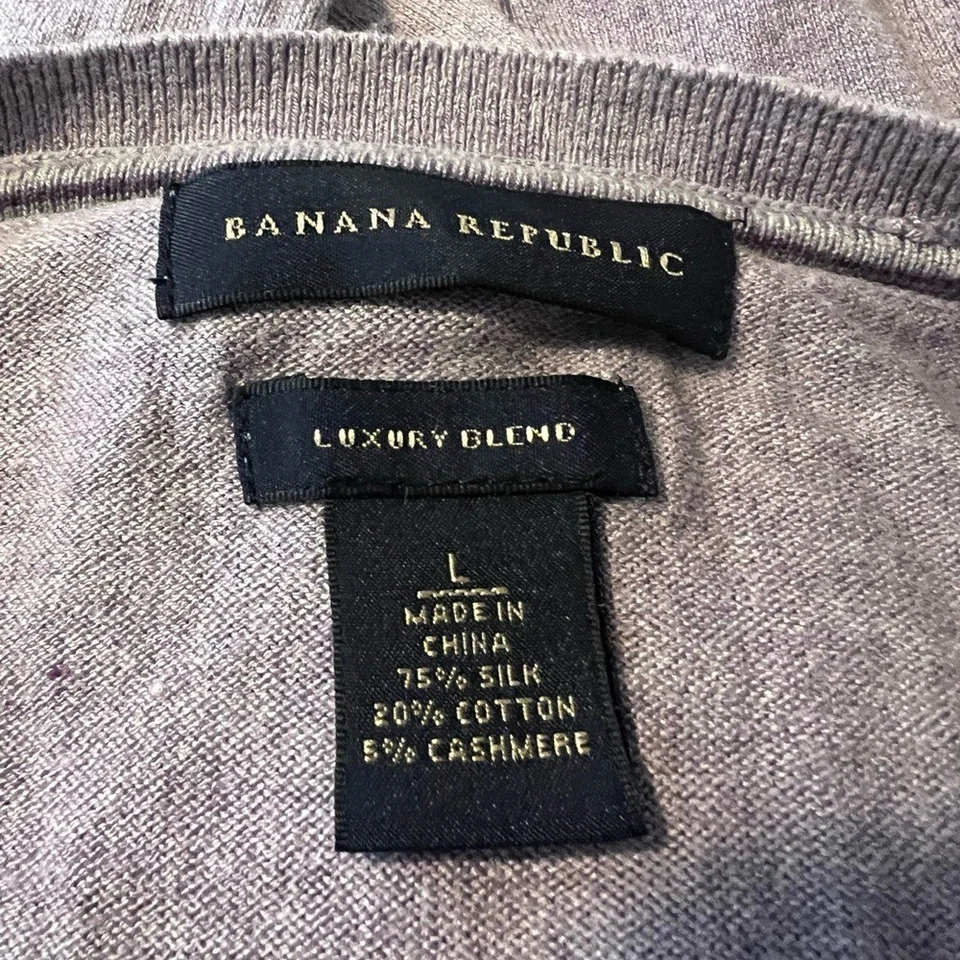 BANANA REPUBLIC
LUXURY BLEND
L
MADE IN
CHINA
75% SILK
20% COTTON
5% CASHMERE